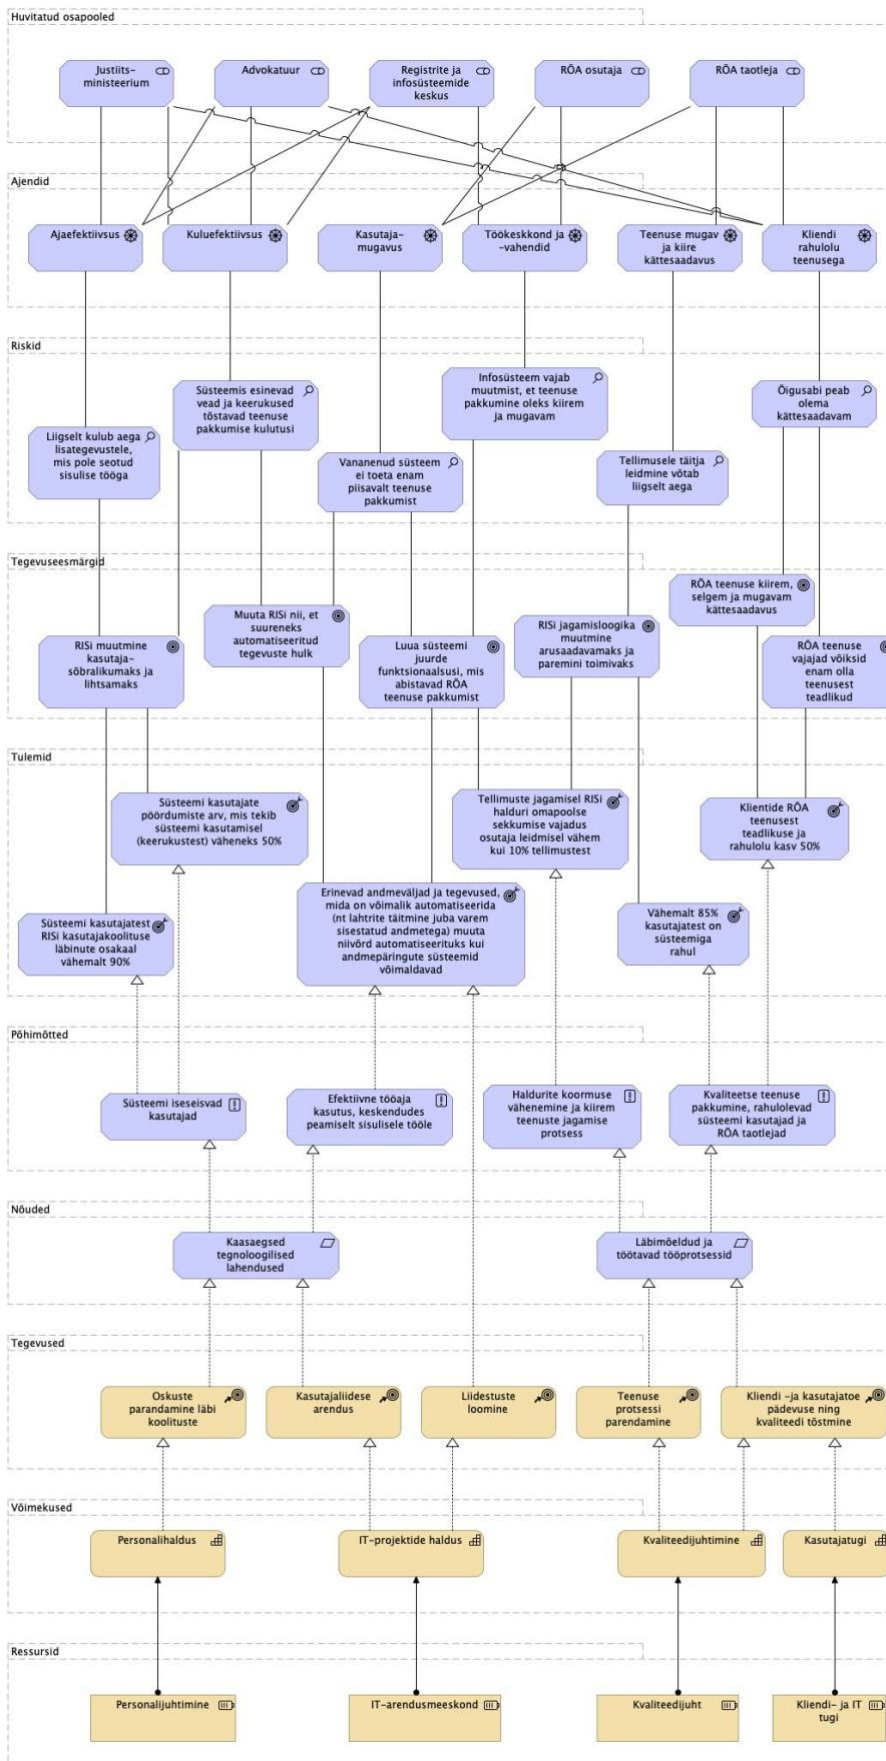 Huvitatud osapooled
Justiits-
ministeerium
Advokatuur
Registrite ja
infosüsteemide
keskus
RÕA osutaja
RÕA taotleja
Ajendid
Ajaefektiivsus
Kuluefektiivsus
Kasutaja-
mugavus
Töökeskkond ja
-vahendid
Teenuse mugav
ja kiire
kättesaadavus
Kliendi
rahulolu
teenusega
Riskid
Liigselt kulub aega
lisategevustele,
mis pole seotud
sisulise tööga
Süsteemis esinevad
vead ja keerukused
tõstavad teenuse
pakkumise kulutusi
Vananenud süsteem
ei toeta enam
piisavalt teenuse
pakkumist
Infosüsteem vajab
muutmist, et teenuse
pakkumine oleks kiirem
ja mugavam
Tellimusele täitja
leidmine võtab
liigselt aega
Õigusabi peab
olema
kättesaadavam
Tegevuseesmärgid
RISi muutmine
kasutaja-
sõbralikumaks ja
lihtsamaks
Muuta RISi nii, et
suureneks
automatiseeritud
tegevuste hulk
Luua süsteemi
juurde
funktsionaalsusi, mis
abistavad RÕA
teenuse pakkumist
RISi jagamisloogika
muutmine
arusaadavamaks ja
paremini toimivaks
RÕA teenuse kiirem,
selgem ja mugavam
kättesaadavus
RÕA teenuse
vajajad võiksid
enam olla
teenusest
teadlikud
Tulemid
Süsteemi kasutajatest
RISi kasutajakoolituse
läbinute osakaal
vähemalt 90%
Süsteemi kasutajate
pöördumiste arv, mis tekib
süsteemi kasutamisel
(keerukustest) väheneks 50%
Erinevad andmeväljad ja tegevused,
mida on võimalik automatiseerida
(nt lahtrite täitmine juba varem
sisestatud andmetega) muuta
niivõrd automatiseerituks kui
andmepäringute süsteemid
võimaldavad
Tellimuste jagamisel RISi
halduri omapoolse
sekkumise vajadus
osutaja leidmisel vähem
kui 10% tellimustest
Vähemalt 85%
kasutajatest on
süsteemiga
rahul
Klientide RÕA
teenusest
teadlikuse ja
rahulolu kasv 50%
Põhimõtted
Süsteemi iseseisvad
kasutajad
Efektiivne tööaja
kasutus, keskendudes
peamiselt sisulisele tööle
Haldurite koormuse
vähenemine ja kiirem
teenuste jagamise
protsess
Kvaliteetse teenuse
pakkumine, rahulolevad
süsteemi kasutajad ja
RÕA taotlejad
Nõuded
Kaasaegsed
tegnoloogilised
lahendused
Läbimõeldud ja
töötavad tööprotsessid
Tegevused
Oskuste
parandamine läbi
koolituste
Kasutajaliidese
arendus
Liidestuste
loomine
Teenuse
protsessi
parendamine
Kliendi -ja kasutajatoe
pädevuse ning
kvaliteedi tõstmine
Võimekused
Personalihaldus
IT-projektide haldus
Kvaliteedijuhtimine
Kasutajatugi
Ressursid
Personalijuhtimine
IT-arendusmeeskond
Kvaliteedijuht
Kliendi- ja IT
tugi